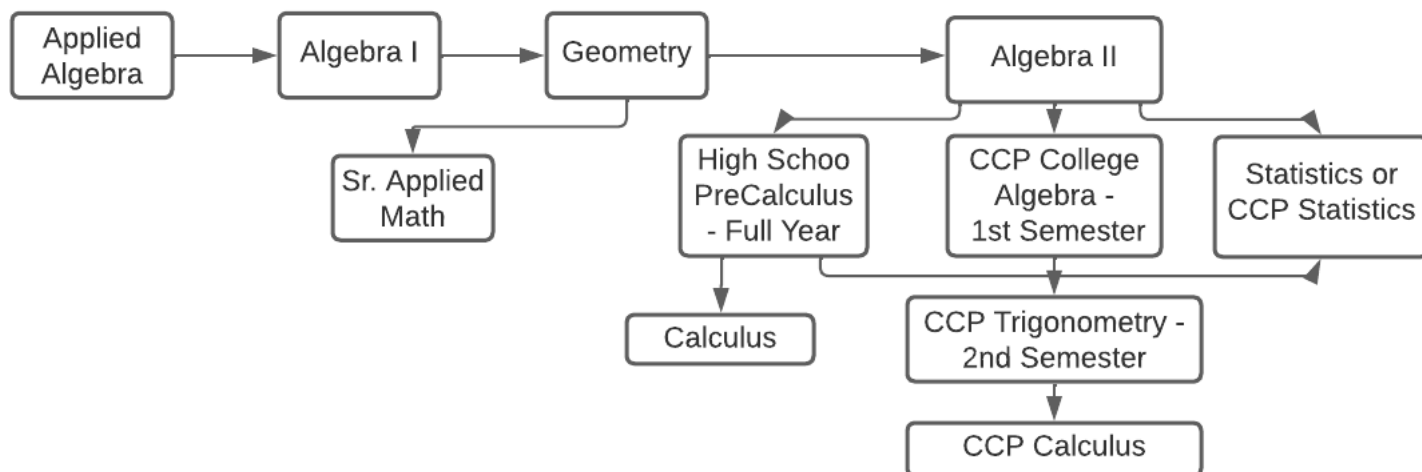 Applied
Algebra
Algebra I
Geometry
Algebra II
Sr. Applied
Math
High Schoo
PreCalculus
- Full Year
CCP College
Algebra -
1st Semester
Statistics or
CCP Statistics
Calculus
CCP Trigonometry -
2nd Semester
CCP Calculus